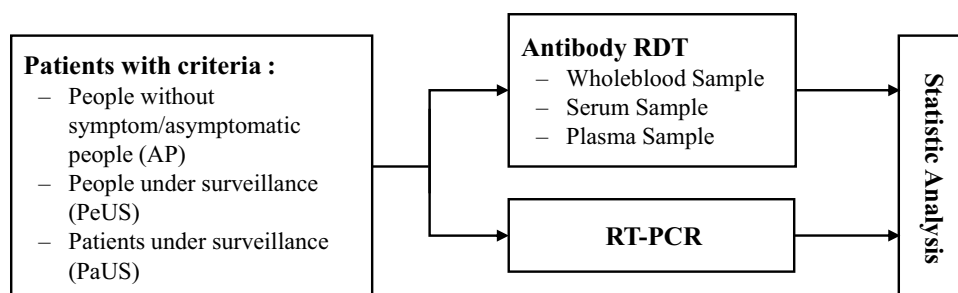 Patients with criteria :
– People without
symptom/asymptomatic
people (AP)
– People under surveillance
(PeUS)
– Patients under surveillance
(PaUS)
Antibody RDT
– Wholeblood Sample
– Serum Sample
– Plasma Sample
RT-PCR
Statistic Analysis